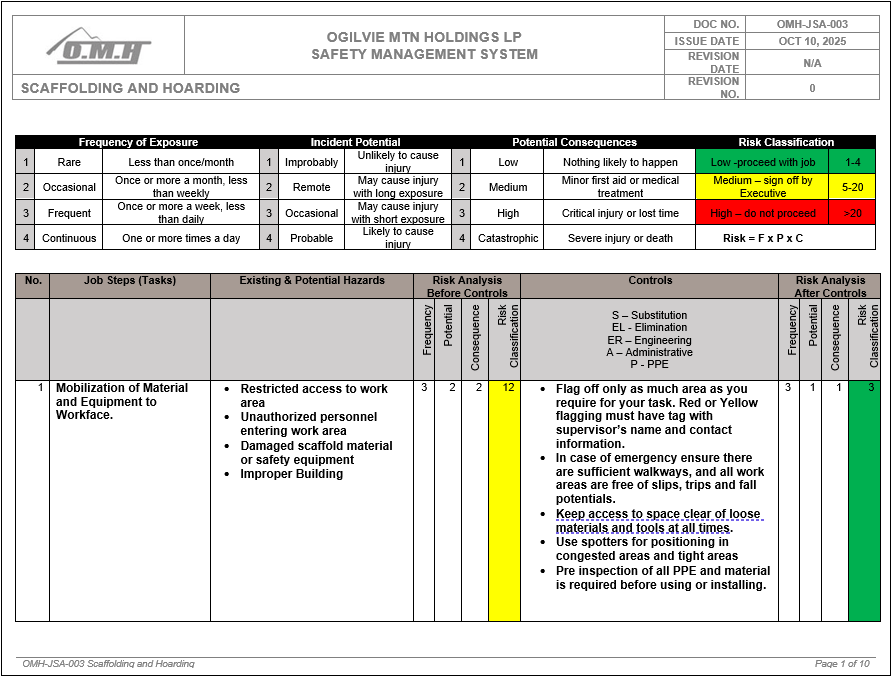 O.M.H
OGILVIE MTN HOLDINGS LP
SAFETY MANAGEMENT SYSTEM
DOC NO. OMH-JSA-003
ISSUE DATE OCT 10, 2025
REVISION
DATE
N/A
REVISION
NO.
0
SCAFFOLDING AND HOARDING
Frequency of Exposure Incident Potential Potential Consequences Risk Classification
1 Rare Less than once/month 1 Improbably Unlikely to cause
injury
1 Low Nothing likely to happen Low -proceed with job 1-4
2 Occasional Once or more a month, less
than weekly
2 Remote May cause injury
with long exposure
2 Medium Minor first aid or medical
treatment
Medium – sign off by
Executive
5-20
3 Frequent Once or more a week, less
than daily
3 Occasional May cause injury
with short exposure
3 High Critical injury or lost time High – do not proceed >20
4 Continuous One or more times a day 4 Probable Likely to cause
injury
4 Catastrophic Severe injury or death Risk = F x P x C
No. Job Steps (Tasks) Existing & Potential Hazards Risk Analysis
Before Controls
Controls Risk Analysis
After Controls
Frequency
Potential
Consequence
Risk
Classification
S – Substitution
EL - Elimination
ER – Engineering
A – Administrative
P - PPE
Frequency
Potential
Consequence
Risk
Classification
1 Mobilization of Material
and Equipment to
Workface.
• Restricted access to work
area
• Unauthorized personnel
entering work area
• Damaged scaffold material
or safety equipment
• Improper Building
3 2 2 12
• Flag off only as much area as you
require for your task. Red or Yellow
flagging must have tag with
supervisor's name and contact
information.
• In case of emergency ensure there
are sufficient walkways, and all work
areas are free of slips, trips and fall
potentials.
• Keep access to space clear of loose
materials and tools at all times.
• Use spotters for positioning in
congested areas and tight areas
• Pre inspection of all PPE and material
is required before using or installing.
3 1 1 3
OMH-JSA-003 Scaffolding and Hoarding Page 1 of 10